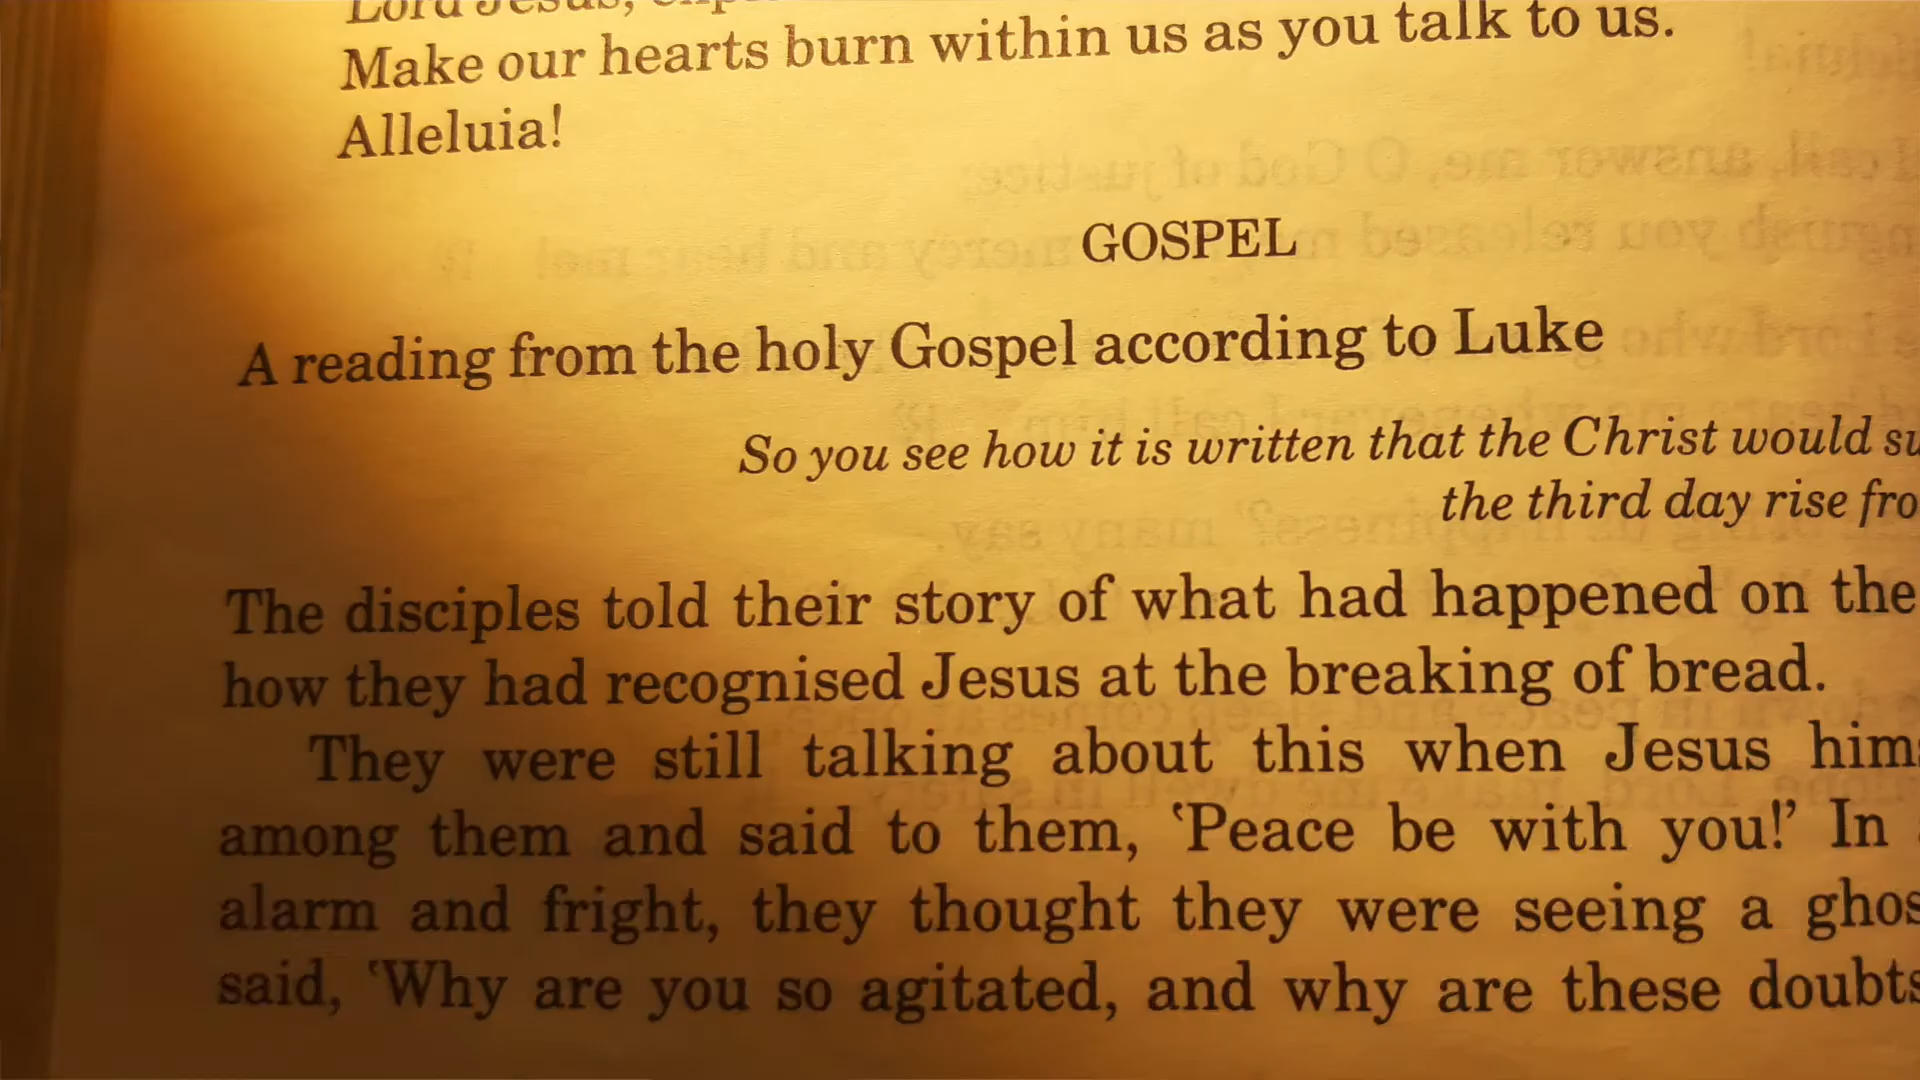 Lord Jesus,
Make our hearts burn within us as you talk to us.
Alleluia!
GOSPEL
A reading from the holy Gospel according to Luke
So you see how it is written that the Christ would
the third day rise
The disciples told their story of what had happened on the
how they had recognised Jesus at the breaking of bread.
They were still talking about this when Jesus
among them and said to them, ‘Peace be with you!’ In
alarm and fright, they thought they were seeing a
said, ‘Why are you so agitated, and why are these doubts